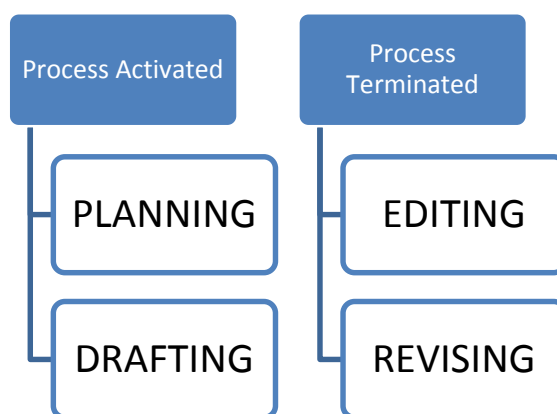 Process Activated
PLANNING
DRAFTING
Process
Terminated
EDITING
REVISING